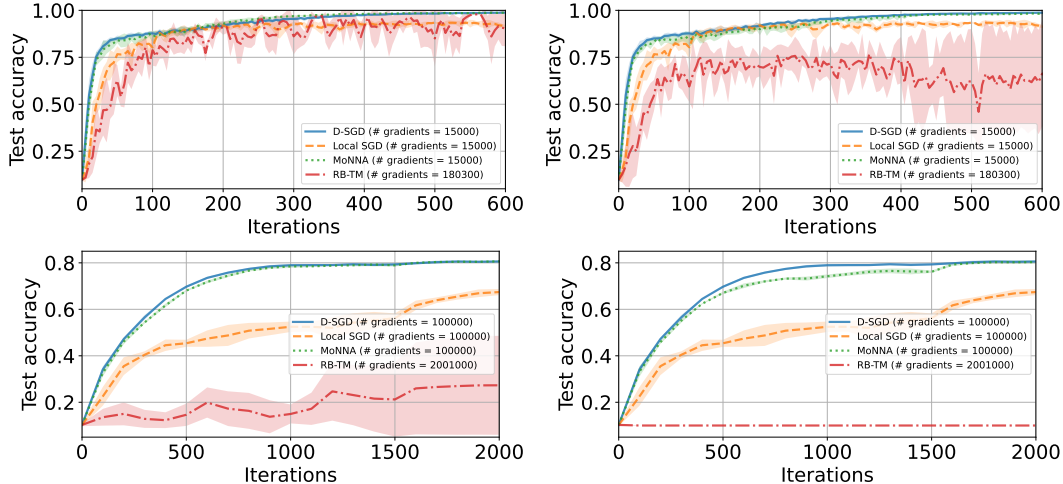 1.00
0.75
0.50
0.25
Test accuracy
D-SGD (# gradients = 15000)
Local SGD (# gradients = 15000)
MoNNA (# gradients = 15000)
RB-TM (# gradients = 180300)
0 100 200 300 400 500 600
Iterations
1.00
0.75
0.50
0.25
Test accuracy
D-SGD (# gradients = 15000)
Local SGD (# gradients = 15000)
MoNNA (# gradients = 15000)
RB-TM (# gradients = 180300)
0 100 200 300 400 500 600
Iterations
0.8
0.6
0.4
0.2
Test accuracy
D-SGD (# gradients = 100000)
Local SGD (# gradients = 100000)
MoNNA (# gradients = 100000)
RB-TM (# gradients = 2001000)
0 500 1000 1500 2000
Iterations
0.8
0.6
0.4
0.2
Test accuracy
D-SGD (# gradients = 100000)
Local SGD (# gradients = 100000)
MoNNA (# gradients = 100000)
RB-TM (# gradients = 2001000)
0 500 1000 1500 2000
Iterations